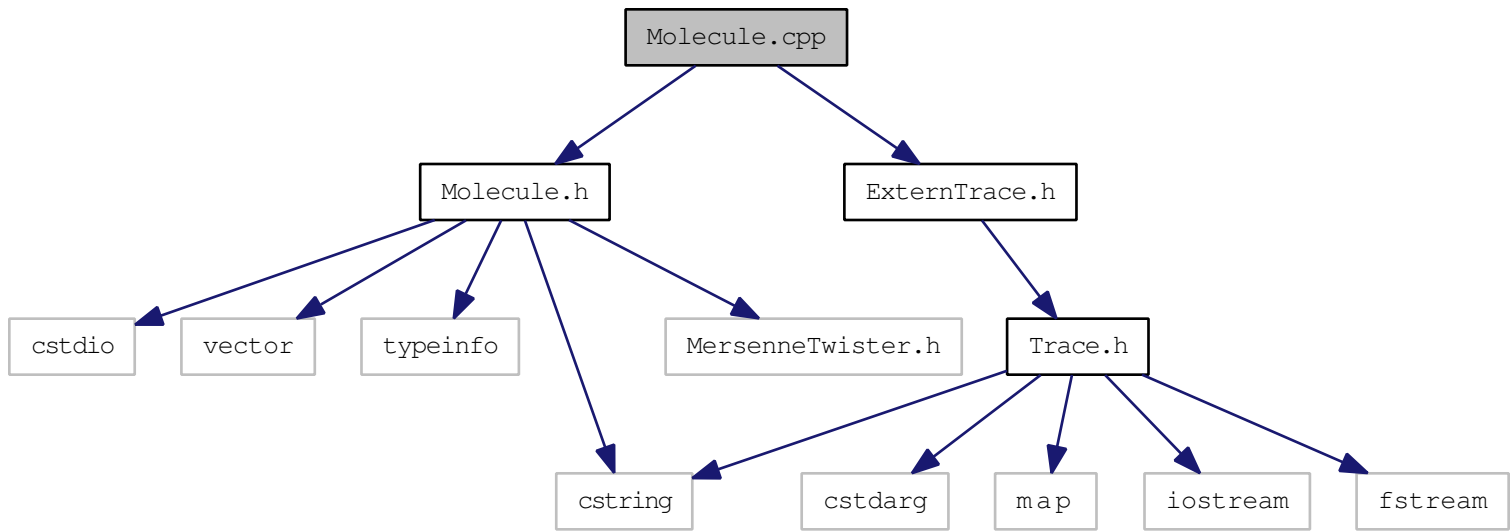 Molecule.cpp
Molecule.h
ExternTrace.h
cstdio
vector
typeinfo
MersenneTwister.h
Trace.h
cstring
cstdarg
map
iostream
fstream